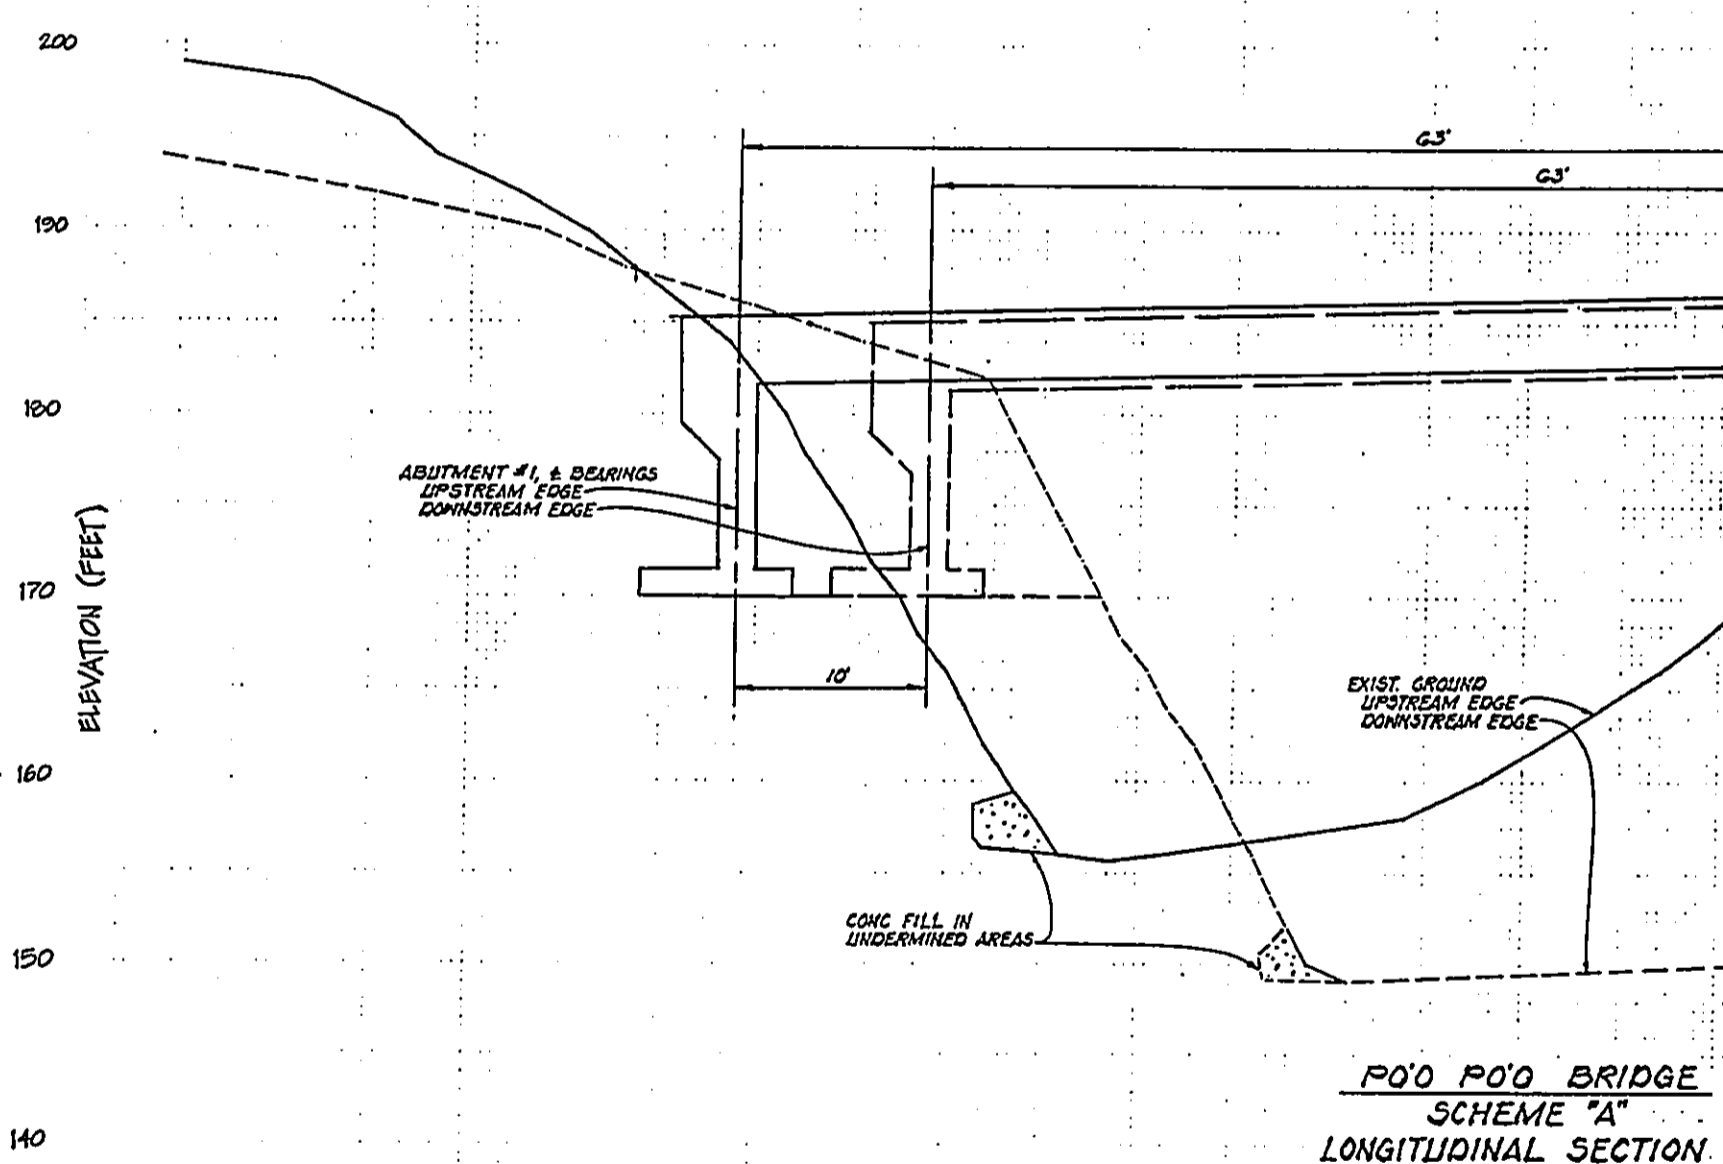 200
63'
63'
190
180
ABUTMENT #1, ℄ BEARINGS
UPSTREAM EDGE
DOWNSTREAM EDGE
ELEVATION (FEET)
170
10'
EXIST. GROUND
UPSTREAM EDGE
DOWNSTREAM EDGE
160
CONC FILL IN
UNDERMINED AREAS
150
PO'O PO'O BRIDGE
SCHEME "A"
LONGITUDINAL SECTION
140